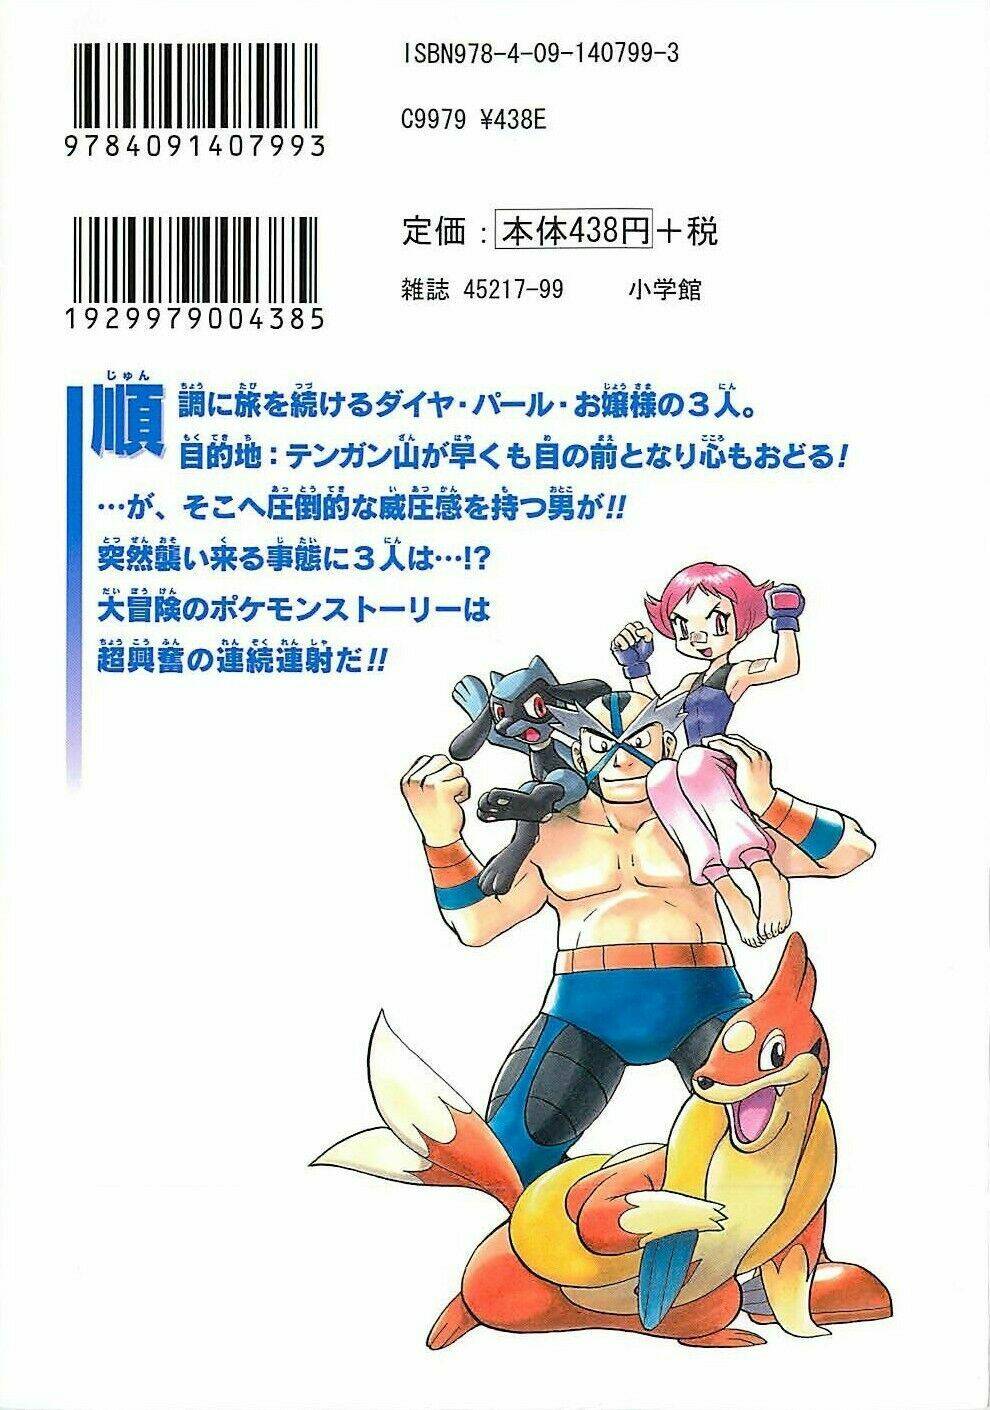 ISBN978-4-09-140799-3
9784091407993
C9979 ¥438E
定価：本体438円＋税
雑誌 45217-99 小学館
1929979004385
順調に旅を続けるダイヤ・パール・お嬢様の3人。
目的地：テンガン山が早くも目の前となり心もおどる！
…が、そこへ圧倒的な威圧感を持つ男が!!
突然襲い来る事態に3人は…!?
大冒険のポケモンストーリーは
超興奮の連続連射だ!!